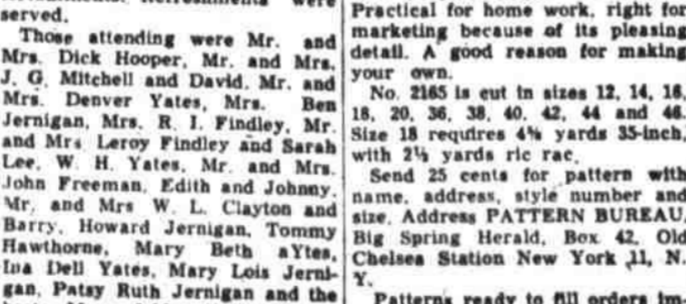 served.
Those attending were Mr. and
Mrs. Dick Hooper, Mr. and Mrs.
J. G. Mitchell and David, Mr. and
Mrs. Denver Yates, Mrs. Ben
Jernigan, Mrs. R. I. Findley, Mr.
and Mrs Leroy Findley and Sarah
Lee, W. H. Yates, Mr. and Mrs.
John Freeman, Edith and Johnny,
Mr. and Mrs W. L. Clayton and
Barry, Howard Jernigan, Tommy
Hawthorne, Mary Beth aYtes,
Ina Dell Yates, Mary Lois Jerni-
gan, Patsy Ruth Jernigan and the
Practical for home work, right for
marketing because of its pleasing
detail. A good reason for making
your own.
No. 2165 is cut in sizes 12, 14, 16,
18, 20, 36, 38, 40, 42, 44 and 46.
Size 18 requires 4⅝ yards 35-inch,
with 2½ yards ric rac.
Send 25 cents for pattern with
name, address, style number and
size. Address PATTERN BUREAU,
Big Spring Herald, Box 42, Old
Chelsea Station New York 11, N.
Y.
Patterns ready to fill orders im-